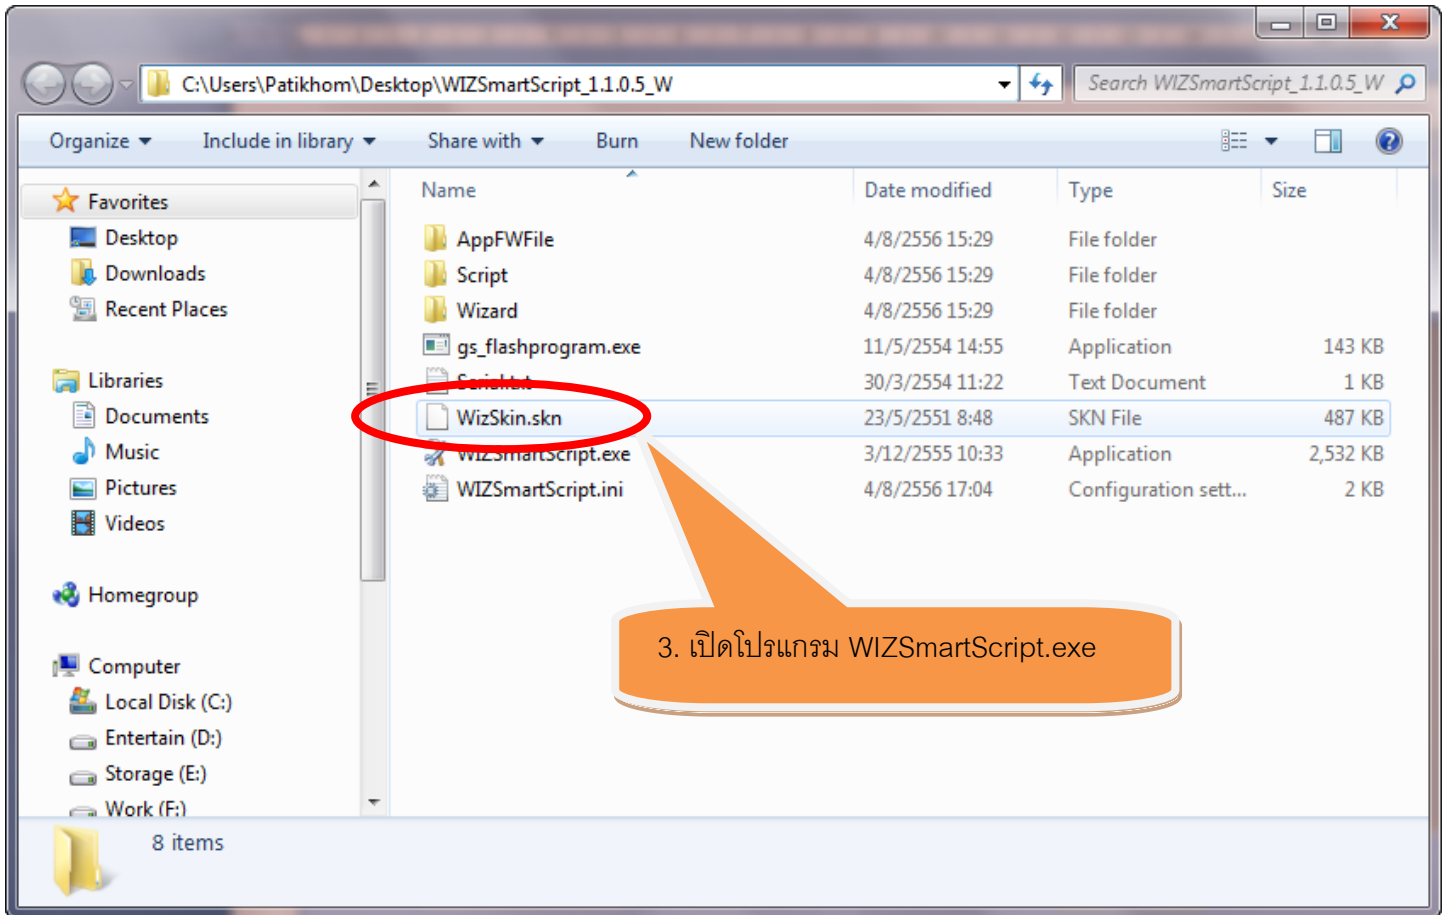 C:\Users\Patikhom\Desktop\WIZSmartScript_1.1.0.5_W
Search WIZSmartScript_1.1.0.5_W
Organize Include in library Share with Burn New folder
Name Date modified Type Size
Favorites
Desktop
Downloads
Recent Places
Libraries
Documents
Music
Pictures
Videos
Homegroup
Computer
Local Disk (C:)
Entertain (D:)
Storage (E:)
Work (F:)
AppFWFile 4/8/2556 15:29 File folder
Script 4/8/2556 15:29 File folder
Wizard 4/8/2556 15:29 File folder
gs_flashprogram.exe 11/5/2554 14:55 Application 143 KB
Serial.txt 30/3/2554 11:22 Text Document 1 KB
WizSkin.skn 23/5/2551 8:48 SKN File 487 KB
WIZSmartScript.exe 3/12/2555 10:33 Application 2,532 KB
WIZSmartScript.ini 4/8/2556 17:04 Configuration sett... 2 KB
3. เปิดโปรแกรม WIZSmartScript.exe
8 items